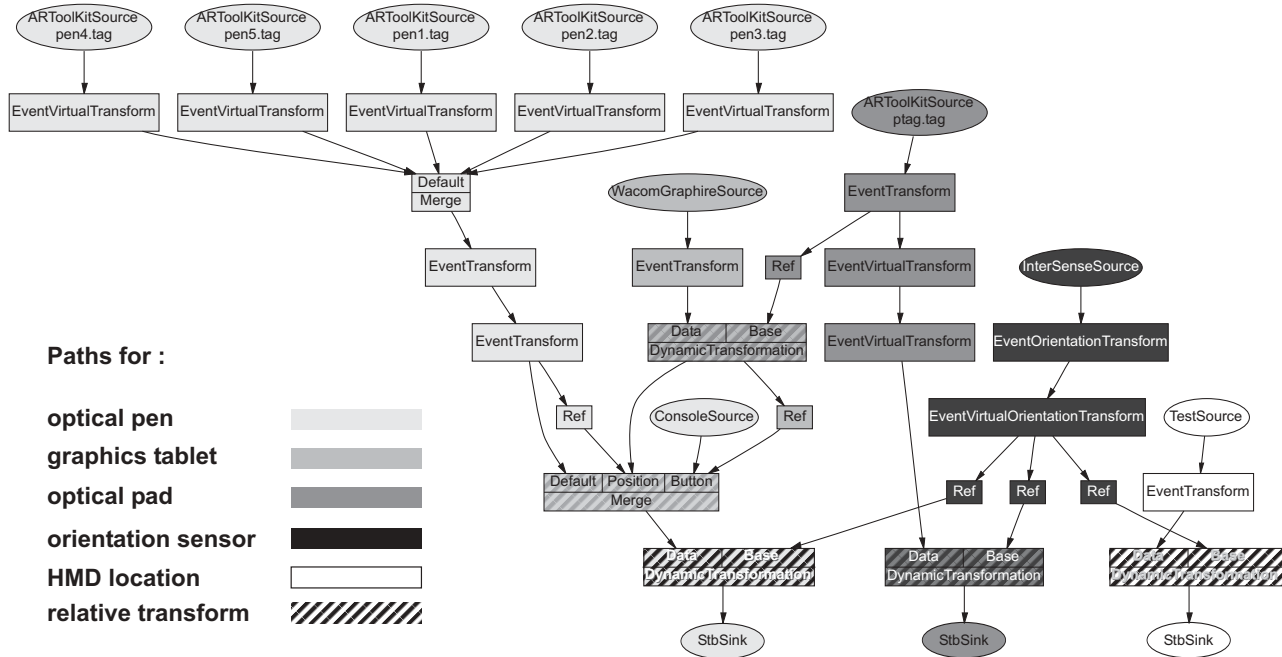 ARToolKitSource
pen4.tag
ARToolKitSource
pen5.tag
ARToolKitSource
pen1.tag
ARToolKitSource
pen2.tag
ARToolKitSource
pen3.tag
EventVirtualTransform
EventVirtualTransform
EventVirtualTransform
EventVirtualTransform
EventVirtualTransform
ARToolKitSource
ptag.tag
Default
Merge
WacomGraphireSource
EventTransform
EventTransform
EventTransform
Ref
EventVirtualTransform
InterSenseSource
EventTransform
Data Base
DynamicTransformation
EventVirtualTransform
EventOrientationTransform
Ref
ConsoleSource
Ref
EventVirtualOrientationTransform
TestSource
Default Position Button
Merge
Ref
Ref
Ref
EventTransform
Data Base
DynamicTransformation
Data Base
DynamicTransformation
Data Base
DynamicTransformation
StbSink
StbSink
StbSink
Paths for :
optical pen
graphics tablet
optical pad
orientation sensor
HMD location
relative transform